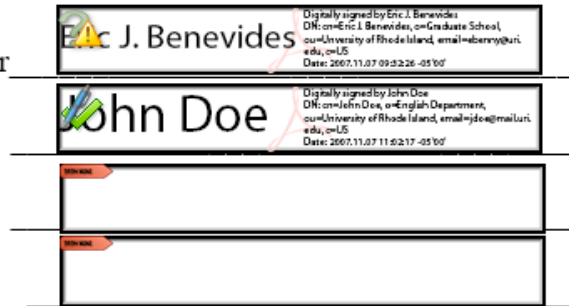 Eric J. Benevides
Digitally signed by Eric J. Benevides
DN: cn=Eric J. Benevides, o=Graduate School,
ou=Unversity of Rhode Island, email=ebenny@uri.
edu, c=US
Date: 2007.11.07 09:32:26 -05'00'
r
John Doe
Digitally signed by John Doe
DN: cn=John Doe, o=English Department,
ou=University of Rhode Island, email=jdoe@mail.uri.
edu, c=US
Date: 2007.11.07 11:02:17 -05'00'
SIGN HERE
SIGN HERE